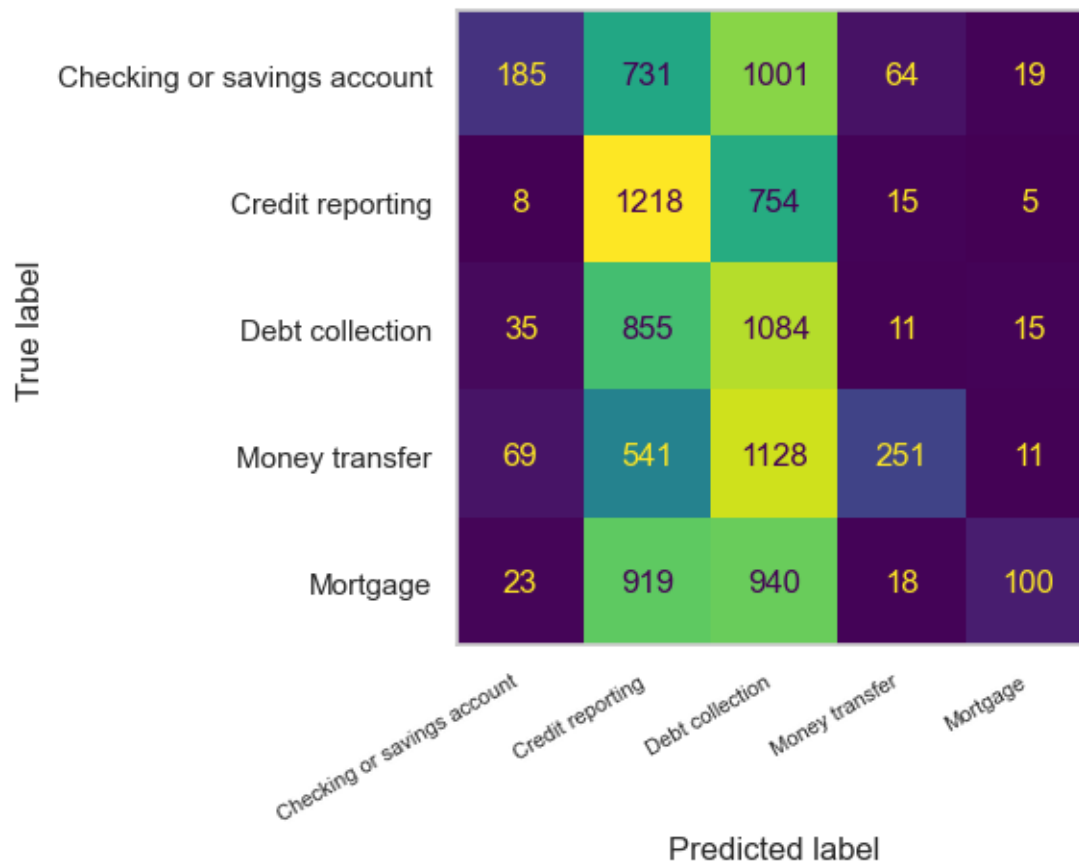 Checking or savings account 185 731 1001 64 19
Credit reporting 8 1218 754 15 5
Debt collection 35 855 1084 11 15
Money transfer 69 541 1128 251 11
Mortgage 23 919 940 18 100
True label
Checking or savings account
Credit reporting
Debt collection
Money transfer
Mortgage
Predicted label